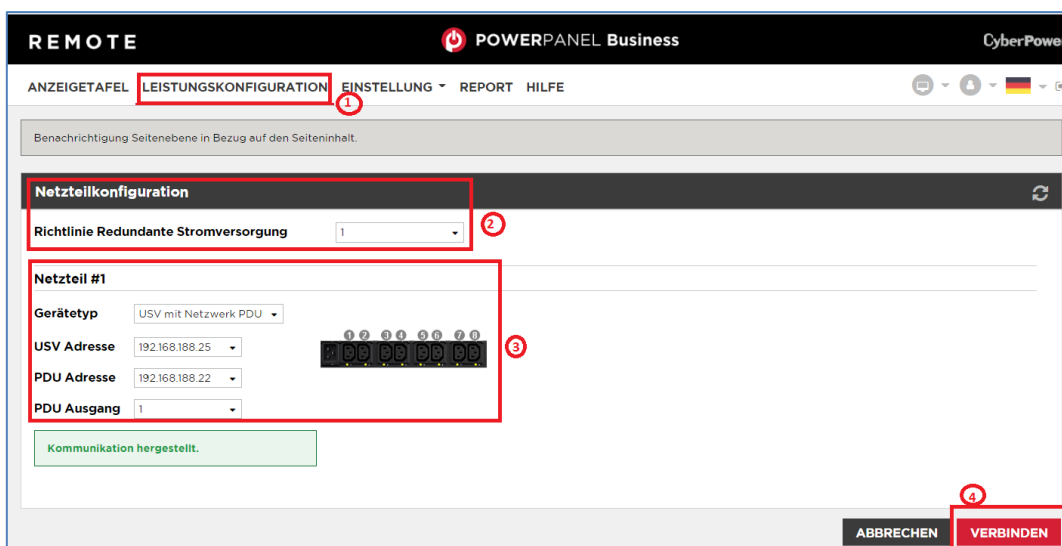 REMOTE POWERPANEL Business CyberPowe
ANZEIGETAFEL LEISTUNGSKONFIGURATION EINSTELLUNG REPORT HILFE
1
Benachrichtigung Seitenebene in Bezug auf den Seiteninhalt.
Netzteilkonfiguration
Richtlinie Redundante Stromversorgung 1
2
Netzteil #1
Gerätetyp USV mit Netzwerk PDU
1 2 3 4 5 6 7 8
USV Adresse 192.168.188.25
3
PDU Adresse 192.168.188.22
PDU Ausgang 1
Kommunikation hergestellt.
4
ABBRECHEN VERBINDEN